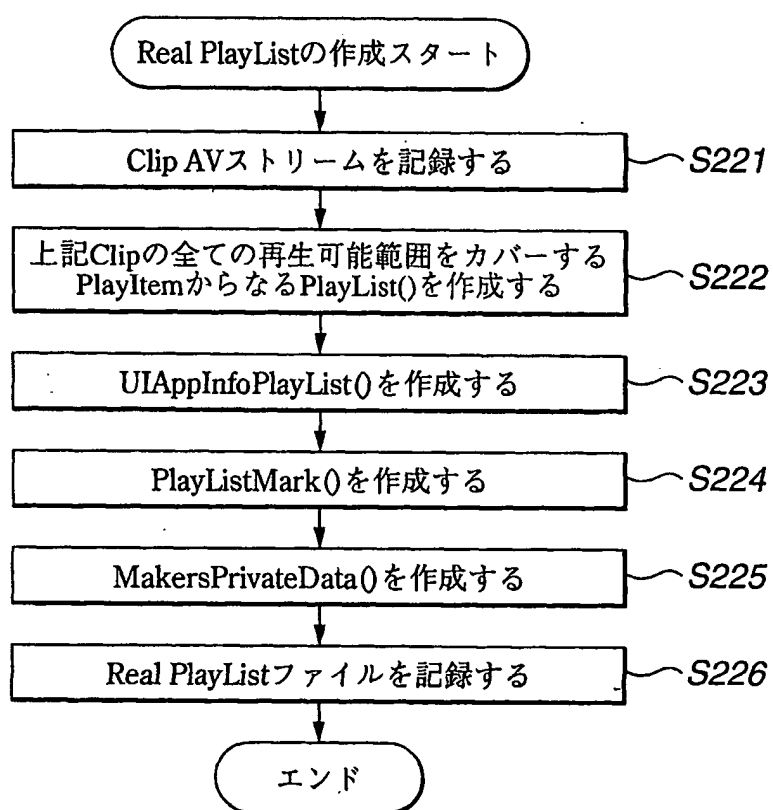 Real PlayListの作成スタート
Clip AVストリームを記録する
S221
上記Clipの全ての再生可能範囲をカバーする
PlayItemからなるPlayList()を作成する
S222
UIAppInfoPlayList()を作成する
S223
PlayListMark()を作成する
S224
MakersPrivateData()を作成する
S225
Real PlayListファイルを記録する
S226
エンド